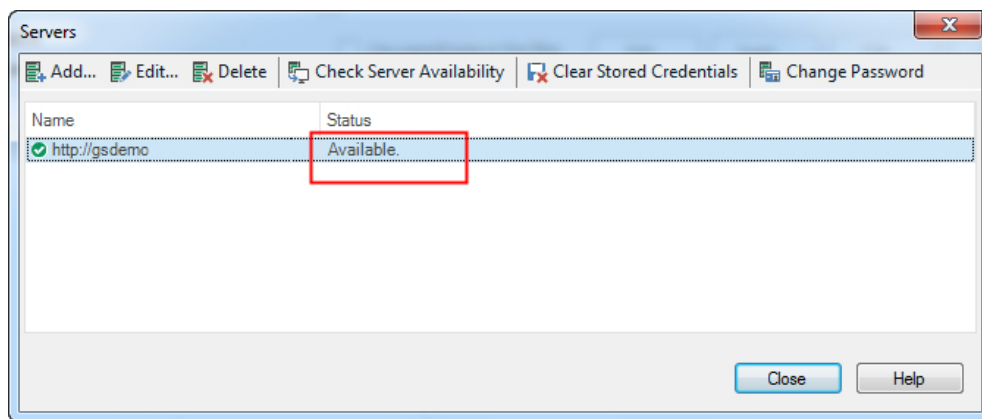 Servers
Add... Edit... Delete Check Server Availability Clear Stored Credentials Change Password
Name Status
http://gsdemo Available.
Close Help